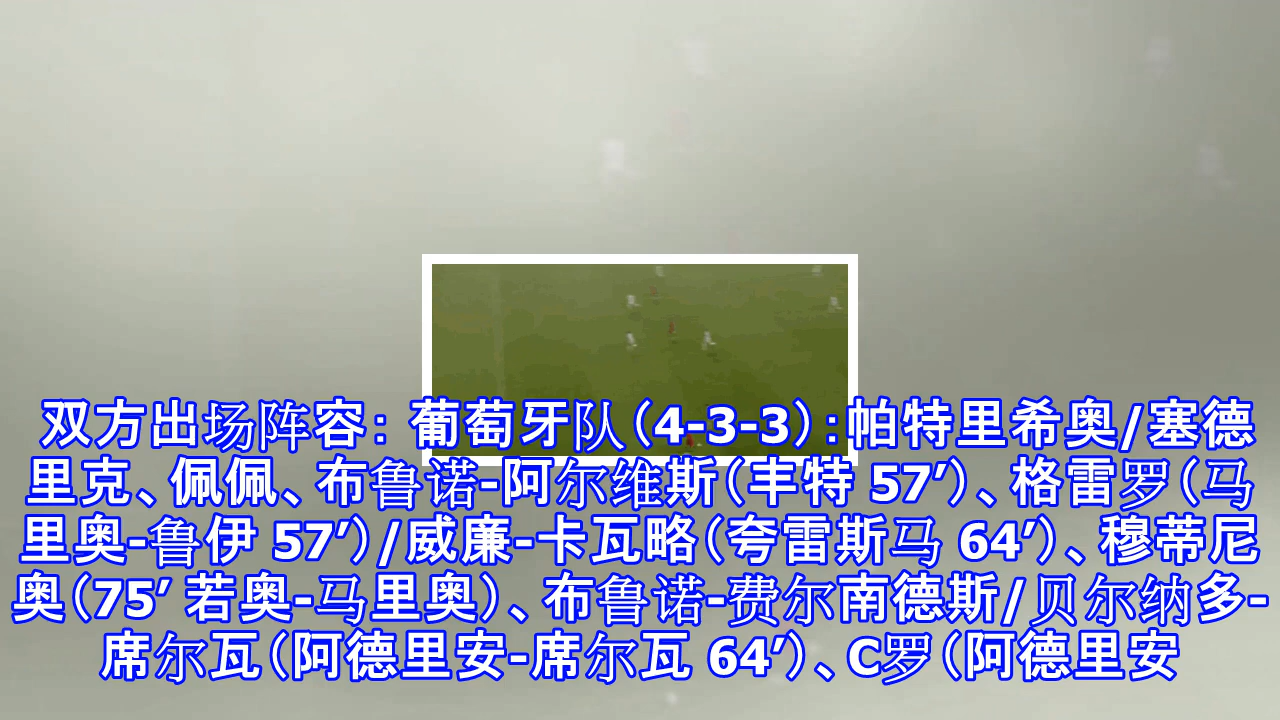 双方出场阵容：葡萄牙队（4-3-3）：帕特里希奥/塞德
里克、佩佩、布鲁诺-阿尔维斯（丰特 57’）、格雷罗（马
里奥-鲁伊 57’）/威廉-卡瓦略（夸雷斯马 64’）、穆蒂尼
奥（75’ 若奥-马里奥）、布鲁诺-费尔南德斯/贝尔纳多-
席尔瓦（阿德里安-席尔瓦 64’）、C罗（阿德里安